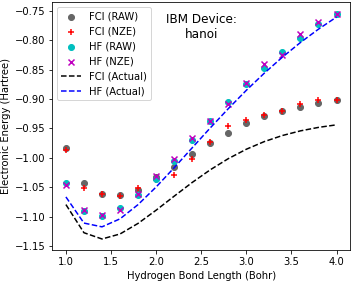 FCI (RAW)
FCI (NZE)
HF (RAW)
HF (NZE)
FCI (Actual)
HF (Actual)
IBM Device:
hanoi
Electronic Energy (Hartree)
−0.75
−0.80
−0.85
−0.90
−0.95
−1.00
−1.05
−1.10
−1.15
1.0 1.5 2.0 2.5 3.0 3.5 4.0
Hydrogen Bond Length (Bohr)